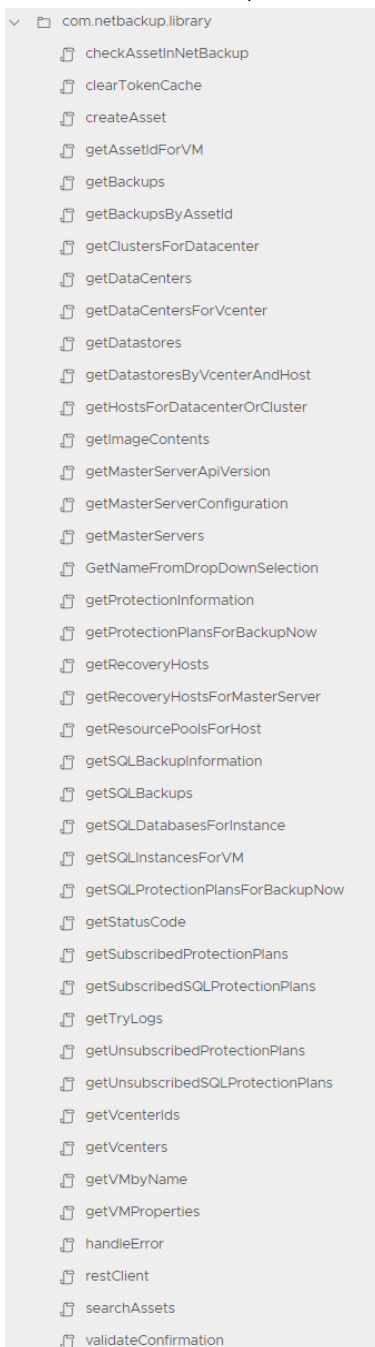 com.netbackup.library
checkAssetInNetBackup
clearTokenCache
createAsset
getAssetIdForVM
getBackups
getBackupsByAssetId
getClustersForDatacenter
getDataCenters
getDataCentersForVcenter
getDatastores
getDatastoresByVcenterAndHost
getHostsForDatacenterOrCluster
getImageContents
getMasterServerApiVersion
getMasterServerConfiguration
getMasterServers
GetNameFromDropDownSelection
getProtectionInformation
getProtectionPlansForBackupNow
getRecoveryHosts
getRecoveryHostsForMasterServer
getResourcePoolsForHost
getSQLBackupInformation
getSQLBackups
getSQLDatabasesForInstance
getSQLInstancesForVM
getSQLProtectionPlansForBackupNow
getStatusCode
getSubscribedProtectionPlans
getSubscribedSQLProtectionPlans
getTryLogs
getUnsubscribedProtectionPlans
getUnsubscribedSQLProtectionPlans
getVcenterIds
getVcenters
getVMbyName
getVMProperties
handleError
restClient
searchAssets
validateConfirmation